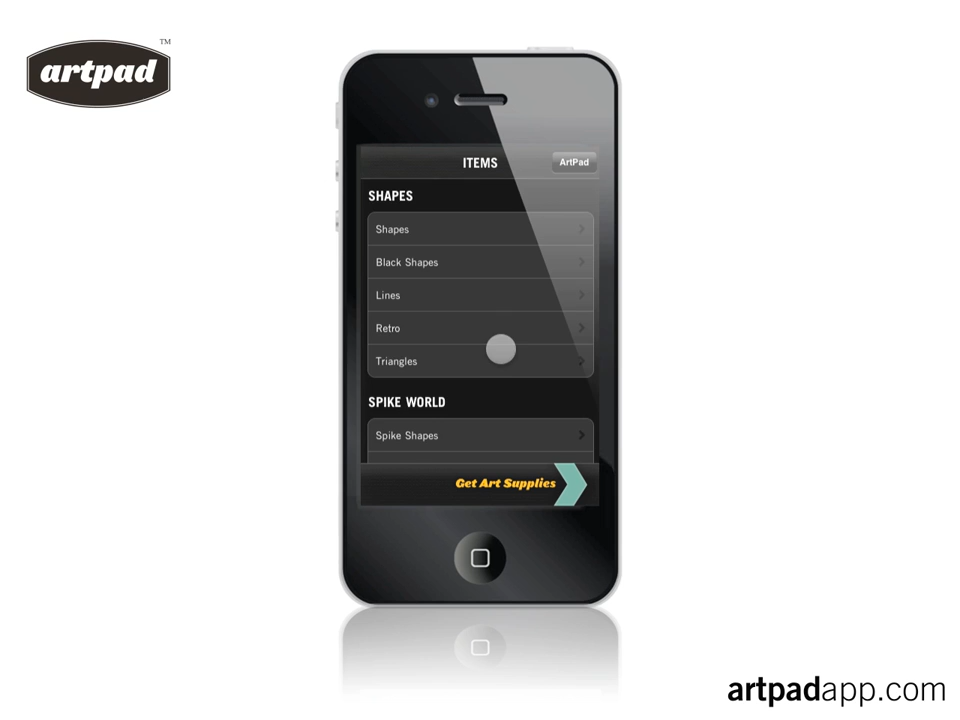 artpad
TM
ITEMS
ArtPad
SHAPES
Shapes
Black Shapes
Lines
Retro
Triangles
SPIKE WORLD
Spike Shapes
Get Art Supplies
artpadapp.com